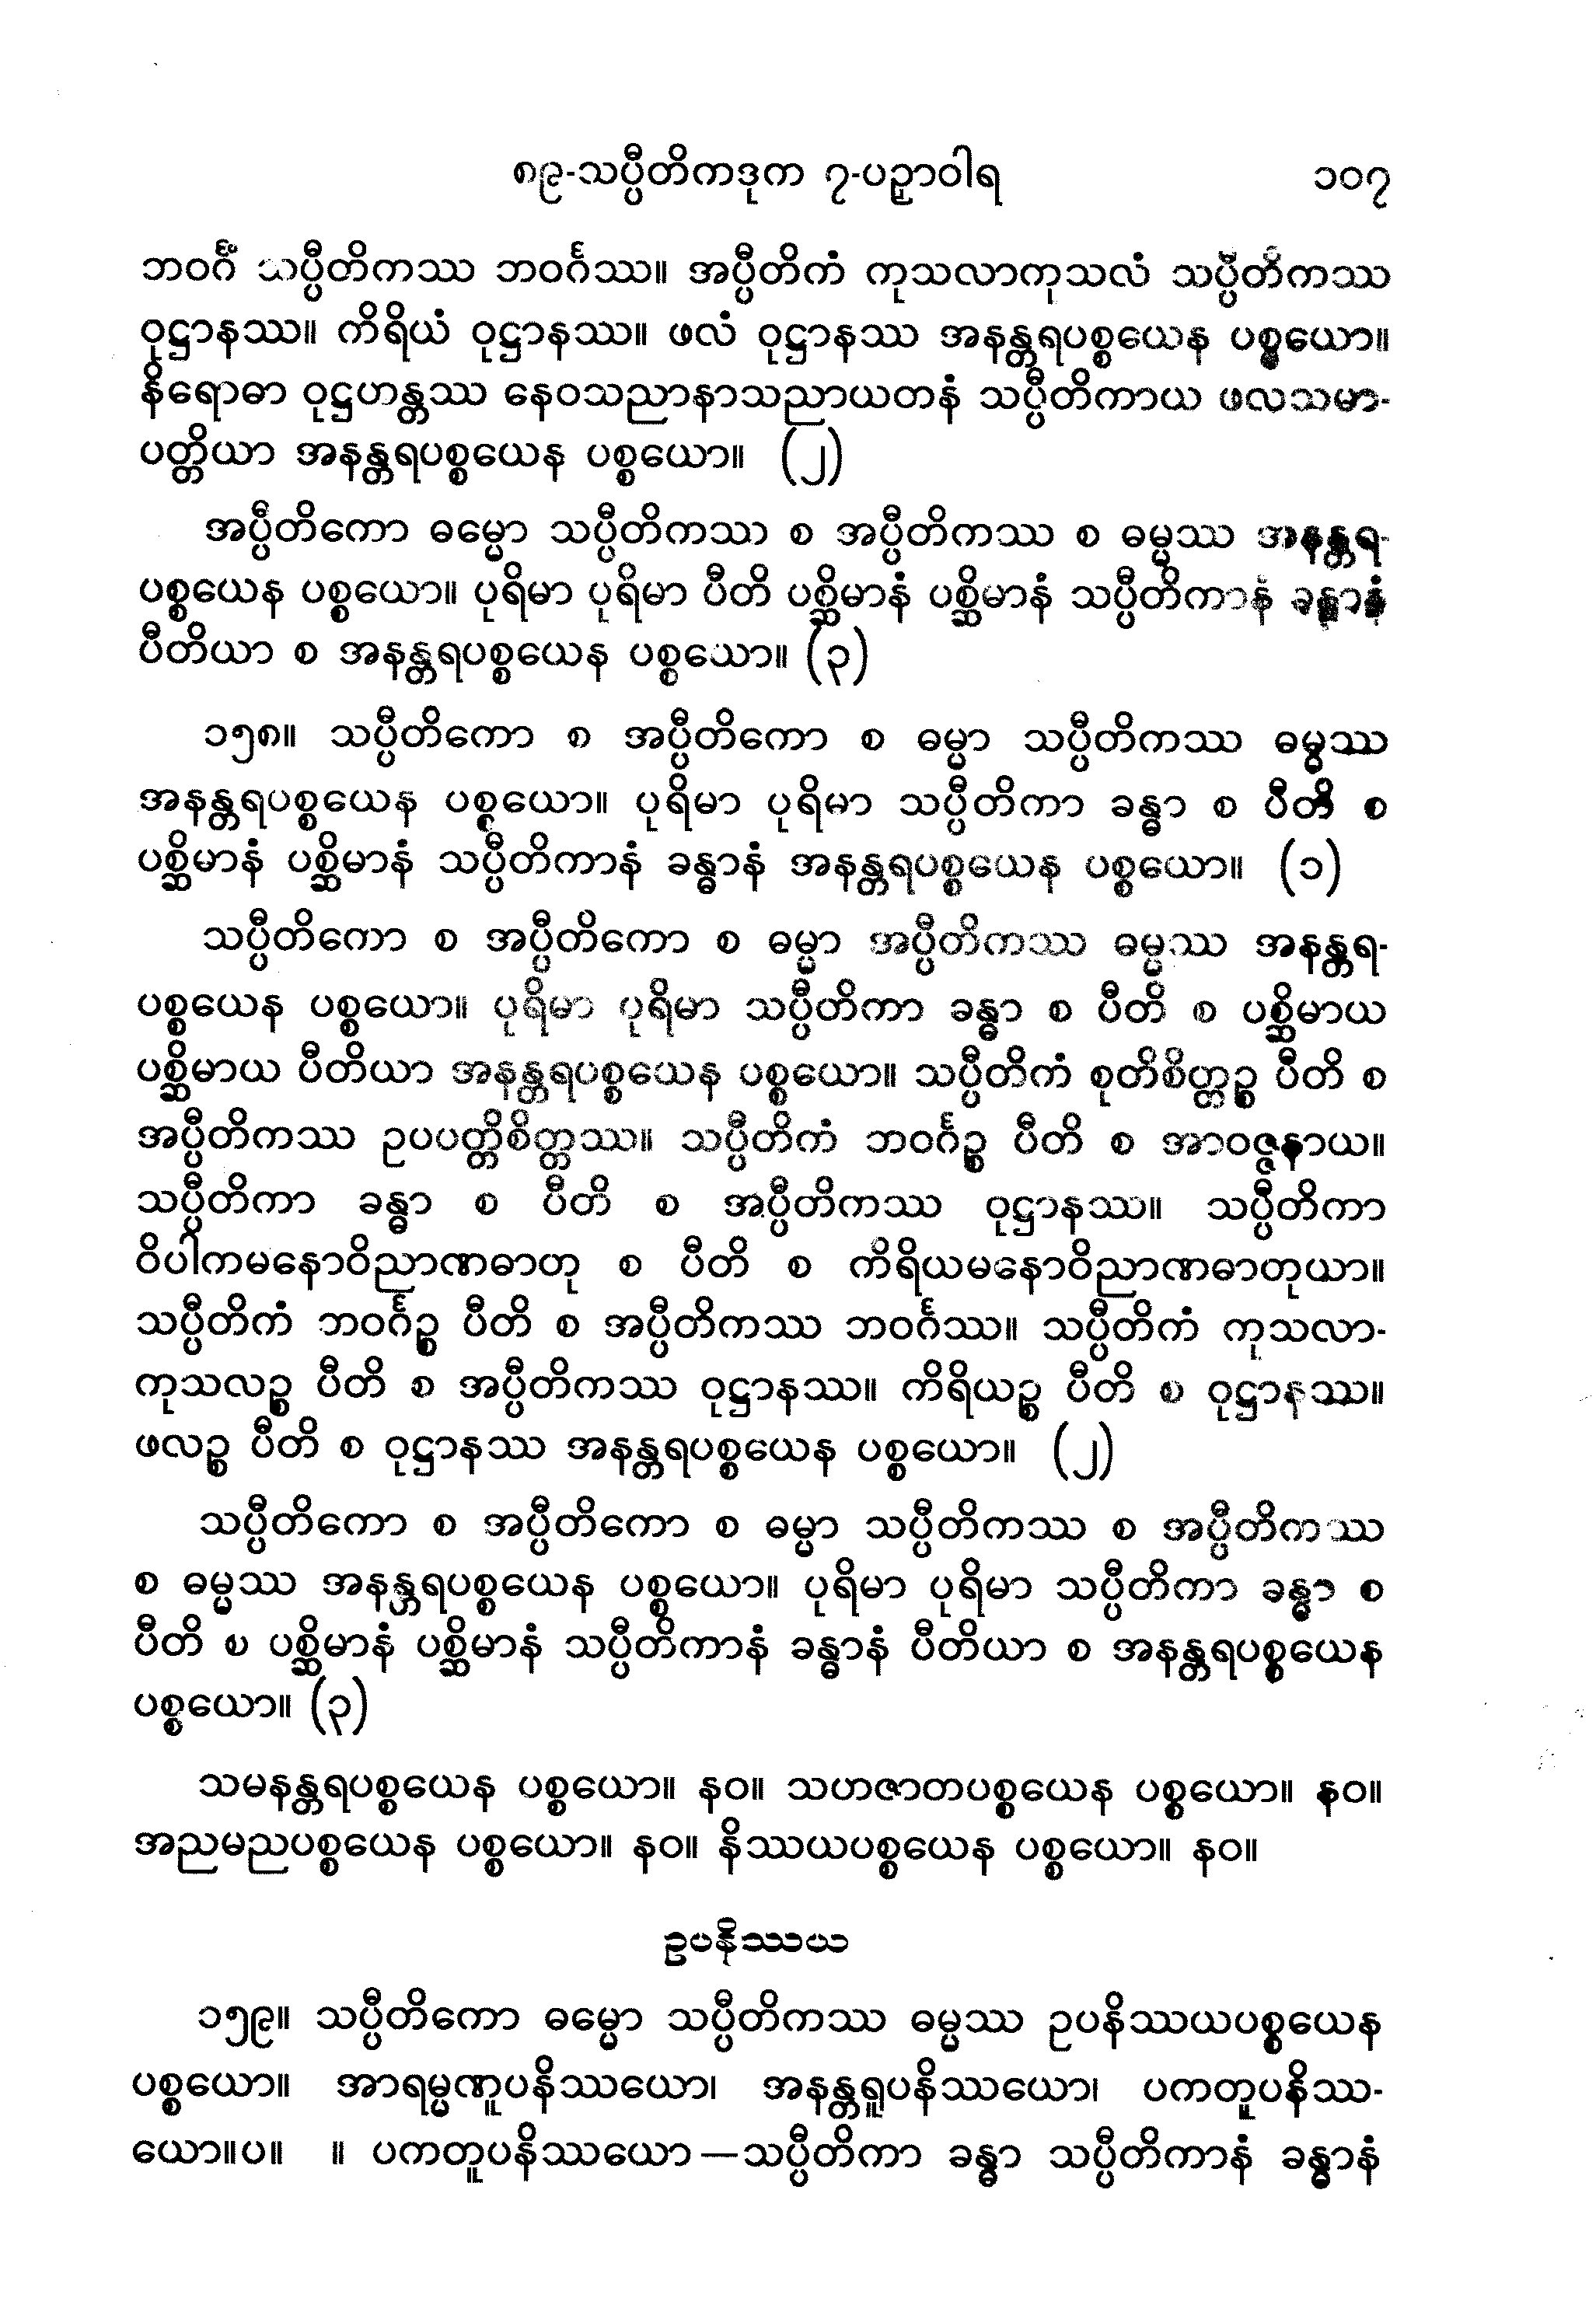 ၈၉-သပ္ပီတိကဒုက ၇-ပဉှာဝါရ ၁၀၇
ဘဝင်္ဂံ သပ္ပီတိကဿ ဘဝင်္ဂဿ။ အပ္ပီတိကံ ကုသလာကုသလံ သပ္ပီတိကဿ
ဝုဋ္ဌာနဿ။ ကိရိယံ ဝုဋ္ဌာနဿ။ ဖလံ ဝုဋ္ဌာနဿ အနန္တရပစ္စယေန ပစ္စယော။
နိရောဓာ ဝုဋ္ဌဟန္တဿ နေဝသညာနာသညာယတနံ သပ္ပီတိကာယ ဖလသမာ-
ပတ္တိယာ အနန္တရပစ္စယေန ပစ္စယော။ (၂)
အပ္ပီတိကော ဓမ္မော သပ္ပီတိကဿ စ အပ္ပီတိကဿ စ ဓမ္မဿ အနန္တရ-
ပစ္စယေန ပစ္စယော။ ပုရိမာ ပုရိမာ ပီတိ ပစ္ဆိမာနံ ပစ္ဆိမာနံ သပ္ပီတိကာနံ ခန္ဓာနံ
ပီတိယာ စ အနန္တရပစ္စယေန ပစ္စယော။ (၃)
၁၅၈။ သပ္ပီတိကော စ အပ္ပီတိကော စ ဓမ္မာ သပ္ပီတိကဿ ဓမ္မဿ
အနန္တရပစ္စယေန ပစ္စယော။ ပုရိမာ ပုရိမာ သပ္ပီတိကာ ခန္ဓာ စ ပီတိ စ
ပစ္ဆိမာနံ ပစ္ဆိမာနံ သပ္ပီတိကာနံ ခန္ဓာနံ အနန္တရပစ္စယေန ပစ္စယော။ (၁)
သပ္ပီတိကော စ အပ္ပီတိကော စ ဓမ္မာ အပ္ပီတိကဿ ဓမ္မဿ အနန္တရ-
ပစ္စယေန ပစ္စယော။ ပုရိမာ ပုရိမာ သပ္ပီတိကာ ခန္ဓာ စ ပီတိ စ ပစ္ဆိမာယ
ပစ္ဆိမာယ ပီတိယာ အနန္တရပစ္စယေန ပစ္စယော။ သပ္ပီတိကံ စုတိစိတ္တဉ္စ ပီတိ စ
အပ္ပီတိကဿ ဥပပတ္တိစိတ္တဿ။ သပ္ပီတိကံ ဘဝင်္ဂဉ္စ ပီတိ စ အာဝဇ္ဇနာယ။
သပ္ပီတိကာ ခန္ဓာ စ ပီတိ စ အပ္ပီတိကဿ ဝုဋ္ဌာနဿ။ သပ္ပီတိကာ
ဝိပါကမနောဝိညာဏဓာတု စ ပီတိ စ ကိရိယမနောဝိညာဏဓာတုယာ။
သပ္ပီတိကံ ဘဝင်္ဂဉ္စ ပီတိ စ အပ္ပီတိကဿ ဘဝင်္ဂဿ။ သပ္ပီတိကံ ကုသလာ-
ကုသလဉ္စ ပီတိ စ အပ္ပီတိကဿ ဝုဋ္ဌာနဿ။ ကိရိယဉ္စ ပီတိ စ ဝုဋ္ဌာနဿ။
ဖလဉ္စ ပီတိ စ ဝုဋ္ဌာနဿ အနန္တရပစ္စယေန ပစ္စယော။ (၂)
သပ္ပီတိကော စ အပ္ပီတိကော စ ဓမ္မာ သပ္ပီတိကဿ စ အပ္ပီတိကဿ
စ ဓမ္မဿ အနန္တရပစ္စယေန ပစ္စယော။ ပုရိမာ ပုရိမာ သပ္ပီတိကာ ခန္ဓာ စ
ပီတိ စ ပစ္ဆိမာနံ ပစ္ဆိမာနံ သပ္ပီတိကာနံ ခန္ဓာနံ ပီတိယာ စ အနန္တရပစ္စယေန
ပစ္စယော။ (၃)
သမနန္တရပစ္စယေန ပစ္စယော။ နဝ။ သဟဇာတပစ္စယေန ပစ္စယော။ နဝ။
အညမညပစ္စယေန ပစ္စယော။ နဝ။ နိဿယပစ္စယေန ပစ္စယော။ နဝ။
ဥပနိဿယ
၁၅၉။ သပ္ပီတိကော ဓမ္မော သပ္ပီတိကဿ ဓမ္မဿ ဥပနိဿယပစ္စယေန
ပစ္စယော။ အာရမ္မဏူပနိဿယော၊ အနန္တရူပနိဿယော၊ ပကတူပနိဿ-
ယော။ပ။ ။ ပကတူပနိဿယော—သပ္ပီတိကာ ခန္ဓာ သပ္ပီတိကာနံ ခန္ဓာနံ